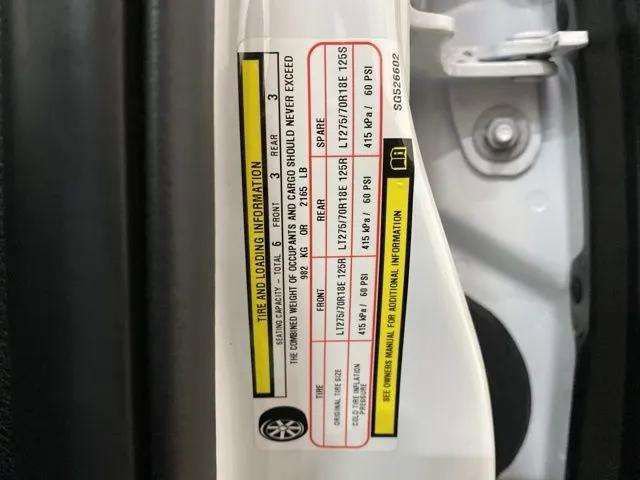 TIRE AND LOADING INFORMATION
SEATING CAPACITY - TOTAL 6 FRONT 3 REAR 3
THE COMBINED WEIGHT OF OCCUPANTS AND CARGO SHOULD NEVER EXCEED
982 KG OR 2165 LB
TIRE FRONT REAR SPARE
ORIGINAL TIRE SIZE LT275/70R18E 125R LT275/70R18E 125R LT275/70R18E 125S
COLD TIRE INFLATION PRESSURE 415 kPa / 60 PSI 415 kPa / 60 PSI 415 kPa / 60 PSI
SEE OWNERS MANUAL FOR ADDITIONAL INFORMATION
SG526602